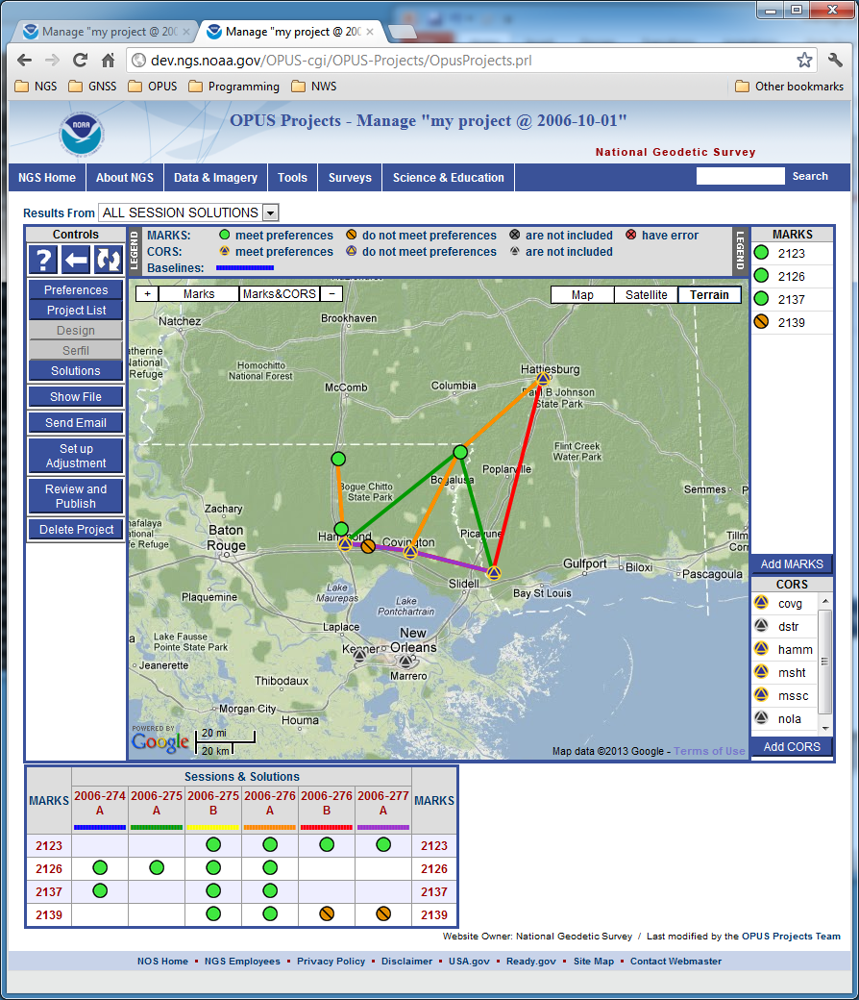 Manage "my project @ 200
Manage "my project @ 200
dev.ngs.noaa.gov/OPUS-cgi/OPUS-Projects/OpusProjects.prl
NGS GNSS OPUS Programming NWS Other bookmarks
NOAA
OPUS Projects - Manage "my project @ 2006-10-01"
National Geodetic Survey
NGS Home About NGS Data & Imagery Tools Surveys Science & Education Search
Results From ALL SESSION SOLUTIONS
Controls
?
Preferences
Project List
Design
Serfil
Solutions
Show File
Send Email
Set up
Adjustment
Review and
Publish
Delete Project
LEGEND
MARKS: meet preferences do not meet preferences are not included have error
CORS: meet preferences do not meet preferences are not included
Baselines:
LEGEND
+ Marks Marks&CORS −
Map Satellite Terrain
Natchez
Brookhaven
Homochitto
National Forest
atherine
National
Refuge
McComb
Columbia
Hattiesburg
Paul B Johnson
State Park
Flint Creek
Water Park
Bogue Chitto
State Park
Bogalusa
Poplarville
Semmes
P
Zachary
hafalaya
National
ife Refuge
Baton
Rouge
Hammond
Covington
Picayune
Tillm
Corn
Slidell
Gulfport
Biloxi
Pascagoula
Bay St Louis
Plaquemine
Lake
Maurepas
Lake
Pontchartrain
Laplace
Lake Fausse
Pointe State Park
Jeanerette
Kenner
New
Orleans
Marrero
Thibodaux
Morgan City
Houma
POWERED BY
Google
20 mi
20 km
Map data ©2013 Google - Terms of Use
MARKS
2123
2126
2137
2139
Add MARKS
CORS
covg
dstr
hamm
msht
mssc
nola
Add CORS
Sessions & Solutions
MARKS 2006-274 A 2006-275 A 2006-275 B 2006-276 A 2006-276 B 2006-277 A MARKS
2123 2123
2126 2126
2137 2137
2139 2139
Website Owner: National Geodetic Survey / Last modified by the OPUS Projects Team
NOS Home ▪ NGS Employees ▪ Privacy Policy ▪ Disclaimer ▪ USA.gov ▪ Ready.gov ▪ Site Map ▪ Contact Webmaster